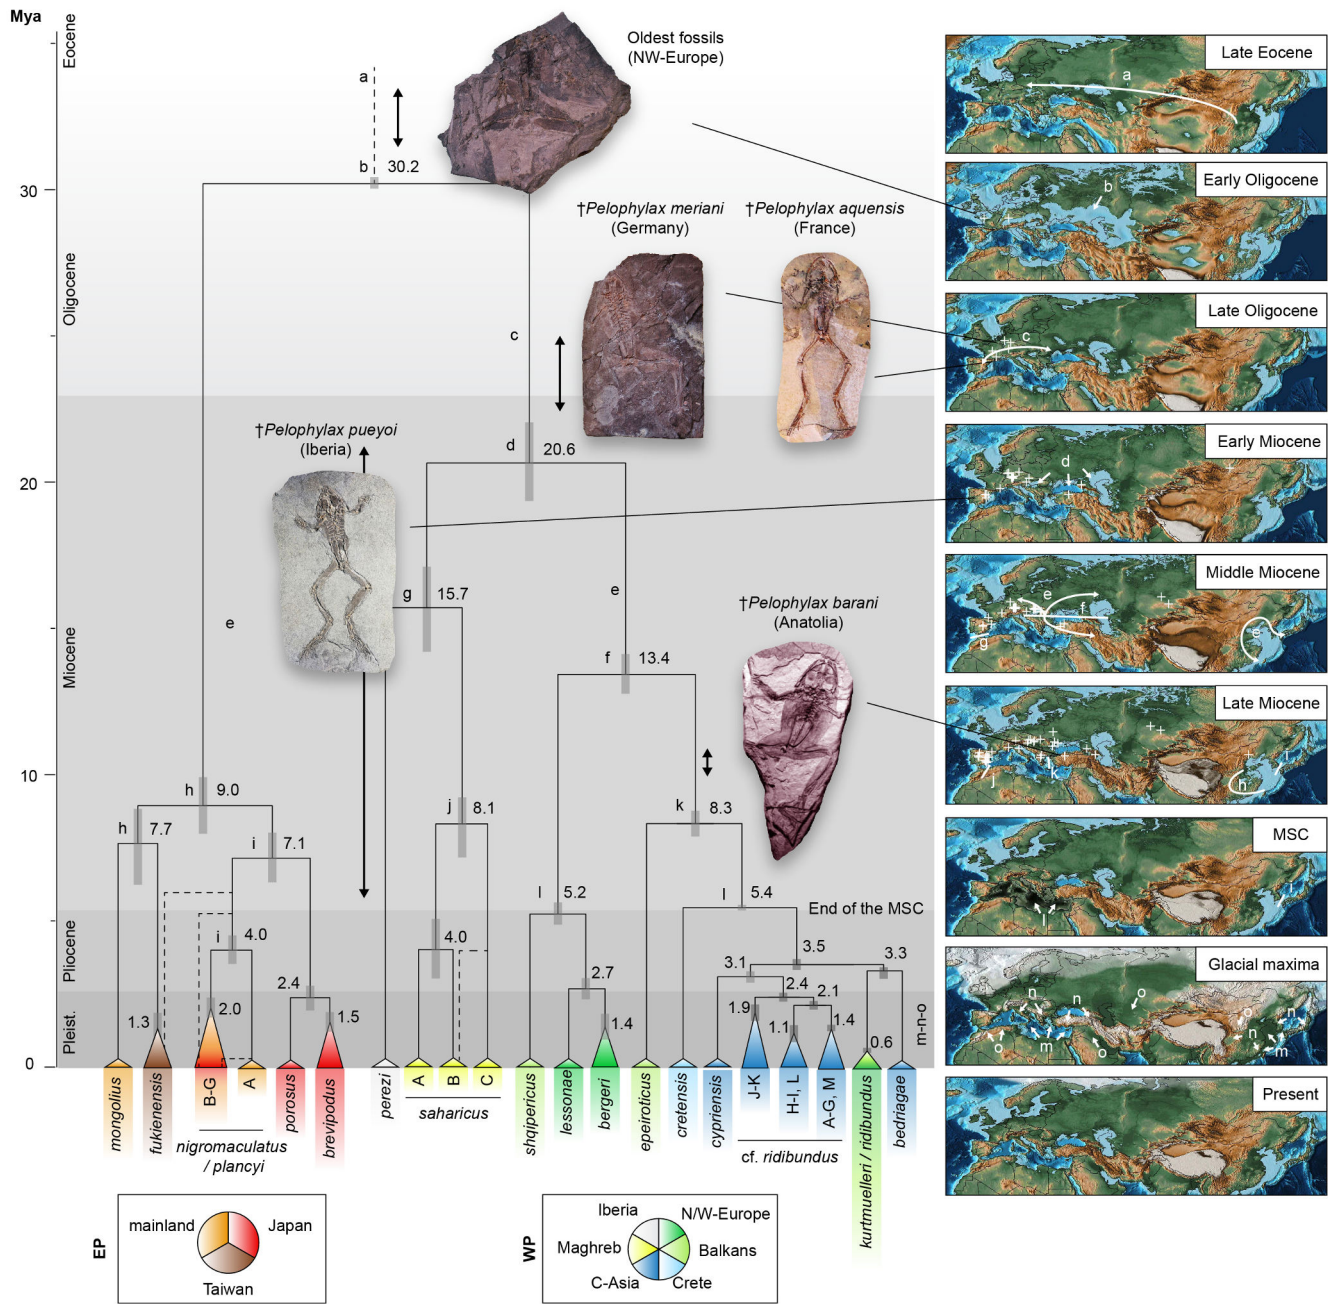 Mya
Eocene
Oligocene
Miocene
Pliocene
Pleist.
30
20
10
0
a
b
30.2
Oldest fossils
(NW-Europe)
†Pelophylax meriani
(Germany)
†Pelophylax aquensis
(France)
c
†Pelophylax pueyoi
(Iberia)
d
20.6
g
15.7
e
e
†Pelophylax barani
(Anatolia)
f
13.4
h
9.0
h
7.7
i
7.1
j
8.1
k
8.3
l
5.2
l
5.4
End of the MSC
i
4.0
4.0
3.5
3.3
3.1
2.7
2.4
2.4
2.1
2.0
1.9
1.3
1.5
1.4
1.1
1.4
0.6
m-n-o
mongolius
fukienensis
B-G
A
nigromaculatus
/ plancyi
porosus
brevipodus
perezi
A
B
C
saharicus
shqipericus
lessonae
bergeri
epeiroticus
cretensis
cypriensis
J-K
H-I, L
A-G, M
cf. ridibundus
kurtmuelleri / ridibundus
bedriagae
EP
mainland
Japan
Taiwan
WP
Iberia
N/W-Europe
Maghreb
Balkans
C-Asia
Crete
Late Eocene
a
Early Oligocene
b
Late Oligocene
c
Early Miocene
d
Middle Miocene
e
f
g
e
Late Miocene
j
k
h
i
MSC
l
i
Glacial maxima
n
n
o
o
n
o
m
o
n
m
Present